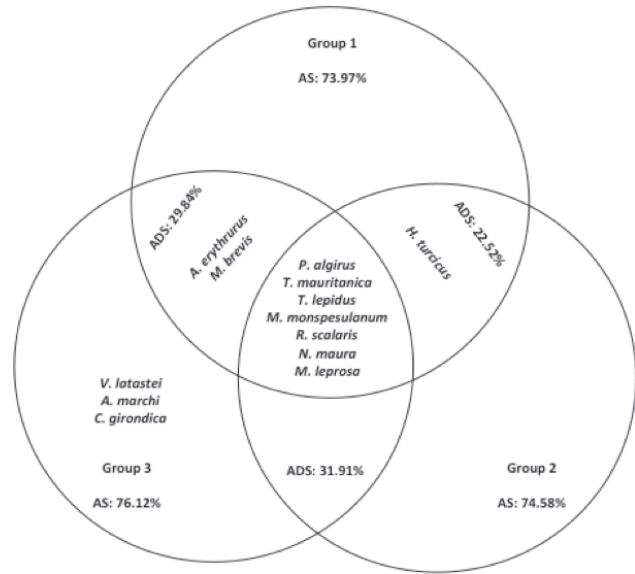 Group 1
AS: 73.97%
ADS: 29.84%
A. erythrurus
M. brevis
ADS: 22.52%
H. turcicus
P. algirus
T. mauritanica
T. lepidus
M. monspesulanum
R. scalaris
N. maura
M. leprosa
V. latastei
A. marchi
C. girondica
Group 3
AS: 76.12%
ADS: 31.91%
Group 2
AS: 74.58%